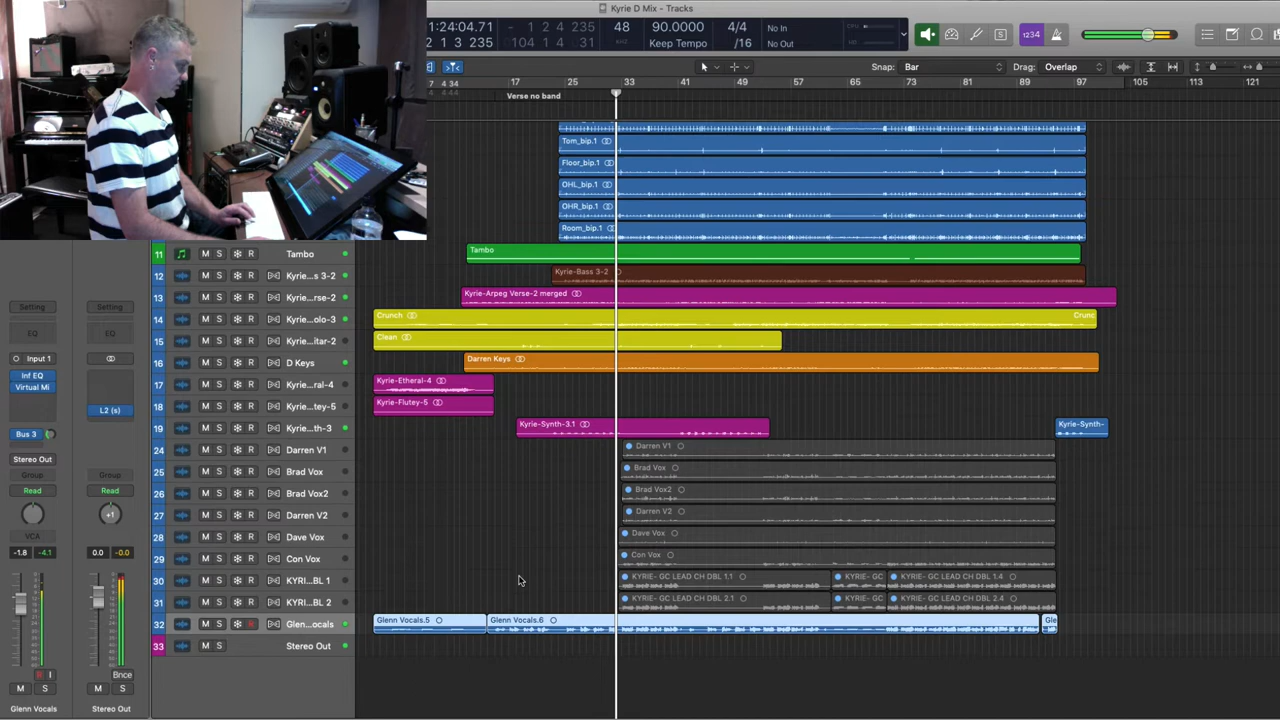 Kyrie D Mix - Tracks
1:24:04.71
1 3 235
- 1 2 4 235
104 1 4 31
48
90.0000
Keep Tempo
4/4
/16
No In
No Out
CPU
1234
Snap: Bar
Drag: Overlap
17 25 33 41 49 57 65 73 81 89 97 105 113 121
Verse no band
Tom_bip.1
Floor_bip.1
OHL_bip.1
OHR_bip.1
Room_bip.1
11 M S R Tambo
Tambo
12 M S R Kyrie...s 3-2
Kyrie-Bass 3-2
13 M S R Kyrie...rse-2
Kyrie-Arpeg Verse-2 merged
14 M S R Kyrie...olo-3
Crunch
Crunc
15 M S R Kyrie...itar-2
Clean
16 M S R D Keys
Darren Keys
17 M S R Kyrie...ral-4
Kyrie-Etheral-4
18 M S R Kyrie...tey-5
Kyrie-Flutey-5
19 M S R Kyrie...th-3
Kyrie-Synth-3.1
Kyrie-Synth-
24 M S R Darren V1
Darren V1
25 M S R Brad Vox
Brad Vox
26 M S R Brad Vox2
Brad Vox2
27 M S R Darren V2
Darren V2
28 M S R Dave Vox
Dave Vox
29 M S R Con Vox
Con Vox
30 M S R KYRI...BL 1
KYRIE- GC LEAD CH DBL 1.1
KYRIE- GC
KYRIE- GC LEAD CH DBL 1.4
31 M S R KYRI...BL 2
KYRIE- GC LEAD CH DBL 2.1
KYRIE- GC
KYRIE- GC LEAD CH DBL 2.4
32 M S R Glen...ocals
Glenn Vocals.5
Glenn Vocals.6
Gle
33 M S Stereo Out
Setting Setting
EQ EQ
Input 1
Inf EQ
Virtual Mi
L2 (s)
Bus 3
Stereo Out
Group Group
Read Read
+1
VCA
-1.8 -4.1 0.0 -0.0
R I Bnce
M S M S
Glenn Vocals Stereo Out